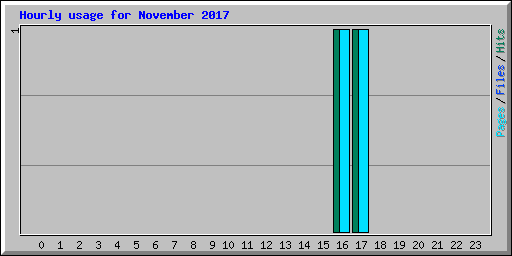 Hourly usage for November 2017
1
Pages/Files/Hits
0 1 2 3 4 5 6 7 8 9 10 11 12 13 14 15 16 17 18 19 20 21 22 23